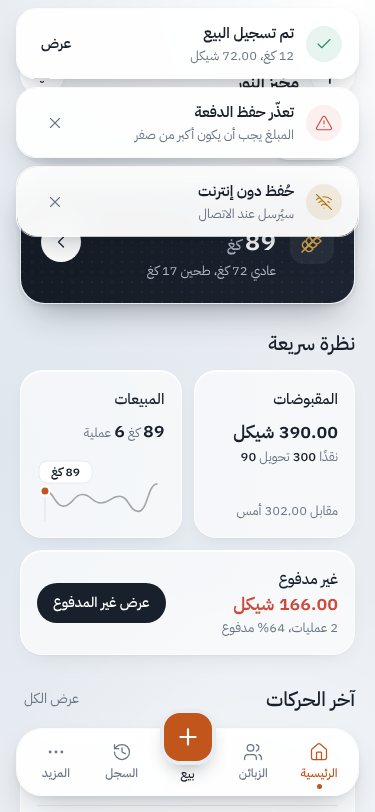 تم تسجيل البيع
12 كغ، 72.00 شيكل
عرض
مخبز النور
تعذّر حفظ الدفعة
المبلغ يجب أن يكون أكبر من صفر
حُفظ دون إنترنت
سيُرسل عند الاتصال
89 كغ
عادي 72 كغ، طحين 17 كغ
نظرة سريعة
المقبوضات
390.00 شيكل
نقدًا 300 تحويل 90
مقابل 302.00 أمس
المبيعات
89 كغ 6 عملية
89 كغ
غير مدفوع
166.00 شيكل
2 عمليات، 64% مدفوع
عرض غير المدفوع
آخر الحركات
عرض الكل
الرئيسية
الزبائن
بيع
السجل
المزيد